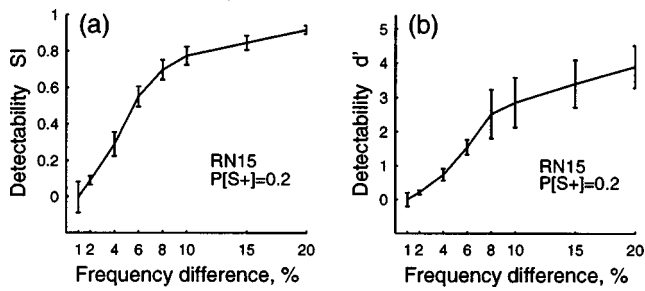 (a)
Detectability SI
1
0.8
0.6
0.4
0.2
0
RN15
P[S+]=0.2
1 2 4 6 8 10 15 20
Frequency difference, %
(b)
Detectability d'
5
4
3
2
1
0
RN15
P[S+]=0.2
1 2 4 6 8 10 15 20
Frequency difference, %